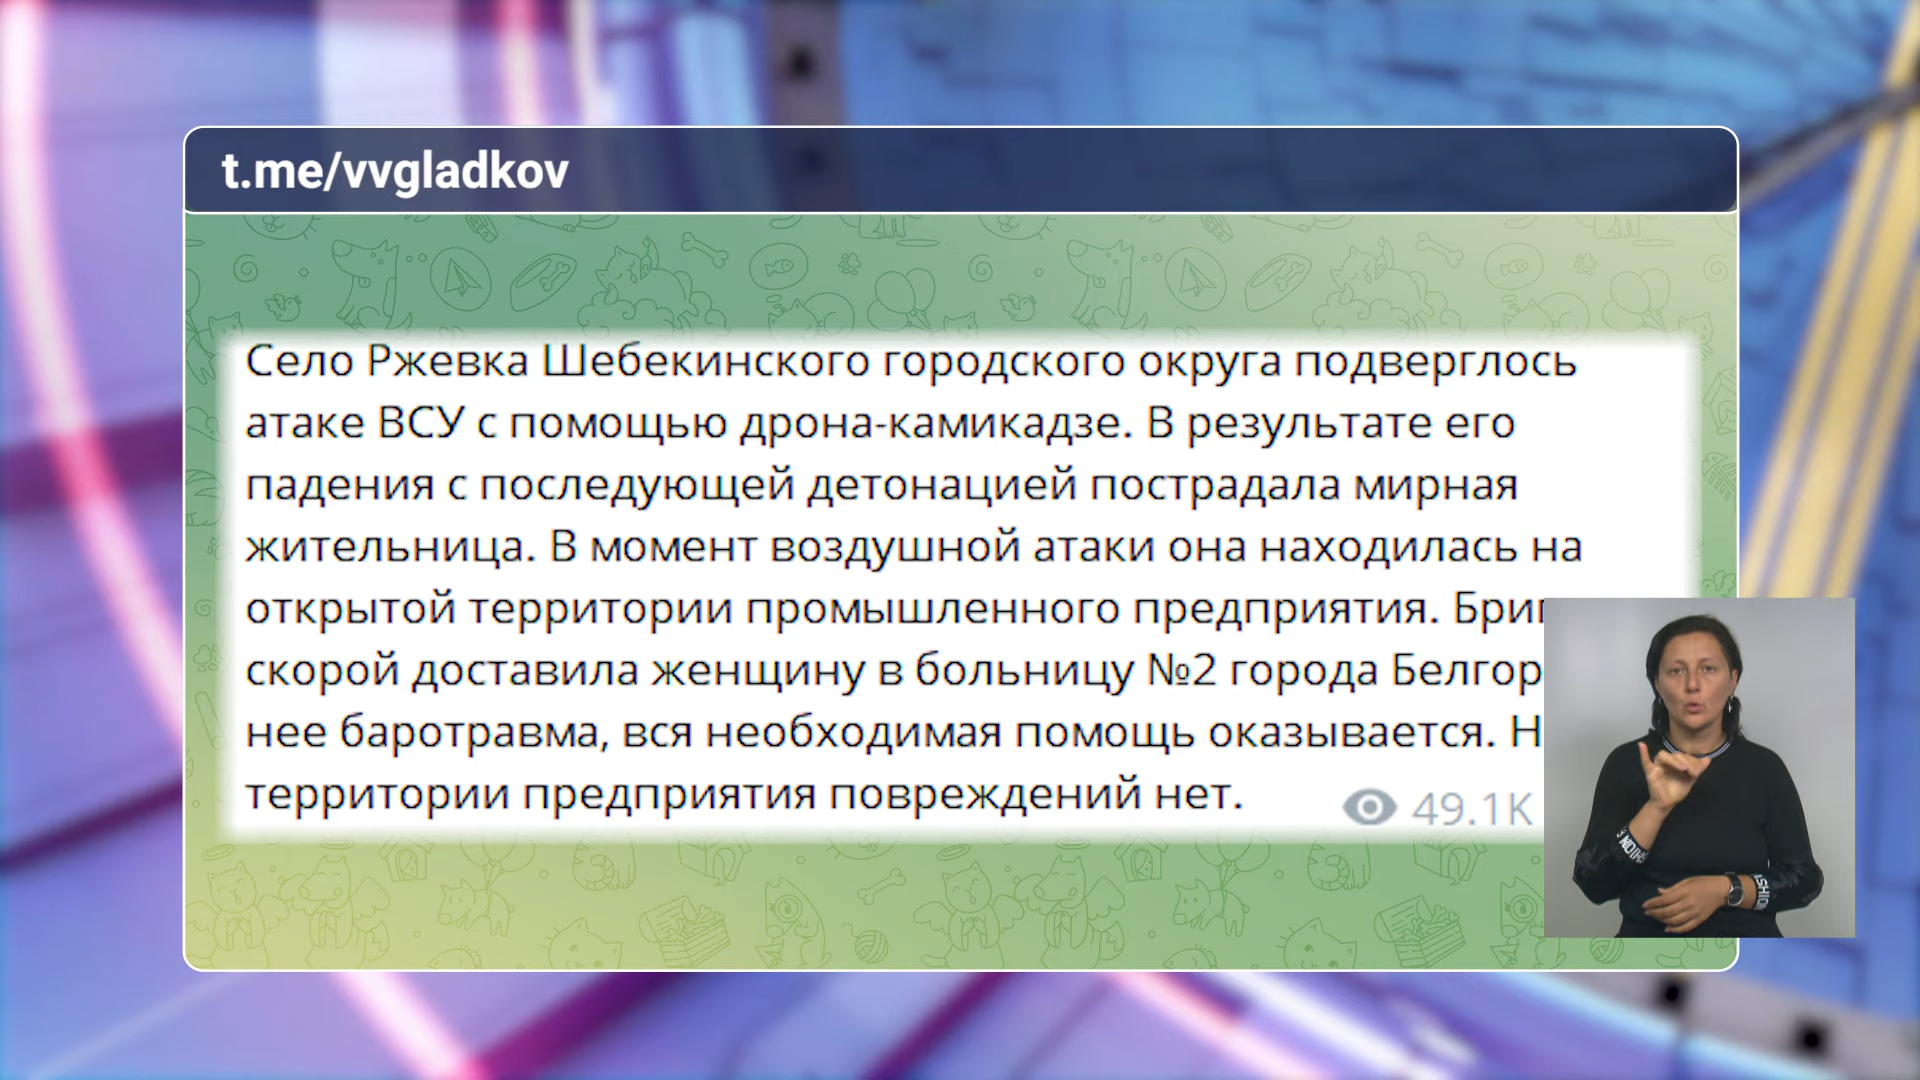 t.me/vvgladkov
Село Ржевка Шебекинского городского округа подверглось
атаке ВСУ с помощью дрона-камикадзе. В результате его
падения с последующей детонацией пострадала мирная
жительница. В момент воздушной атаки она находилась на
открытой территории промышленного предприятия.
скорой доставила женщину в больницу №2 города
нее баротравма, вся необходимая помощь оказывается.
территории предприятия повреждений нет.
49.1K